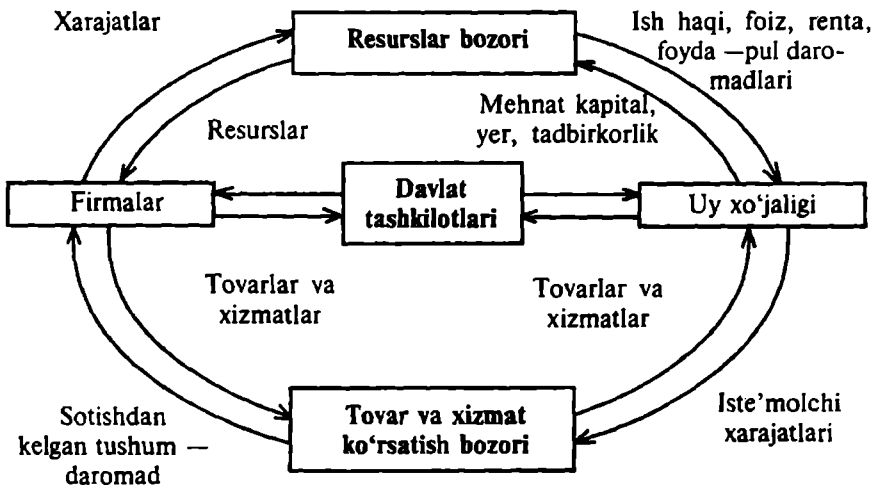 Xarajatlar
Resurslar bozori
Ish haqi, foiz, renta,
foyda —pul daro-
madlari
Resurslar
Mehnat kapital,
yer, tadbirkorlik
Firmalar
Davlat
tashkilotlari
Uy xo‘jaligi
Tovarlar va
xizmatlar
Tovarlar va
xizmatlar
Sotishdan
kelgan tushum —
daromad
Tovar va xizmat
ko‘rsatish bozori
Iste’molchi
xarajatlari